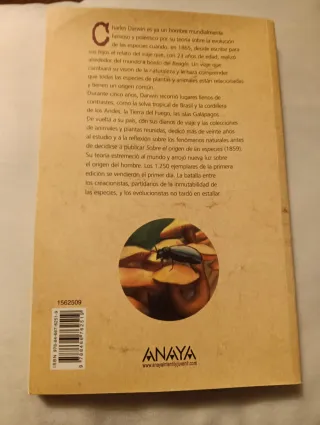 Charles Darwin es ya un hombre mundialmente
famoso y polémico por su teoría sobre la evolución
de las especies cuando, en 1865, decide escribir para
sus hijos el relato del viaje que, con 23 años de edad, realizó
alrededor del mundo a bordo del Beagle. Un viaje que
cambiará su visión de la naturaleza y le hará comprender
que todas las especies de plantas y animales están relacionadas
y tienen un origen común.
Durante cinco años, Darwin recorrió lugares llenos de
contrastes, como la selva tropical de Brasil y la cordillera
de los Andes, la Tierra del Fuego, las islas Galápagos...
De vuelta a su país, con sus diarios de viaje y las colecciones
de animales y plantas reunidas, dedicó más de veinte años
al estudio y a la reflexión sobre los fenómenos naturales antes
de decidirse a publicar Sobre el origen de las especies (1859).
Su teoría estremeció al mundo y arrojó nueva luz sobre
el origen del hombre. Los 1.250 ejemplares de la primera
edición se vendieron el primer día. La batalla entre
los creacionistas, partidarios de la inmutabilidad de
las especies, y los evolucionistas no tardó en estallar.
1562509
ANAYA
www.anayainfantilyjuvenil.com